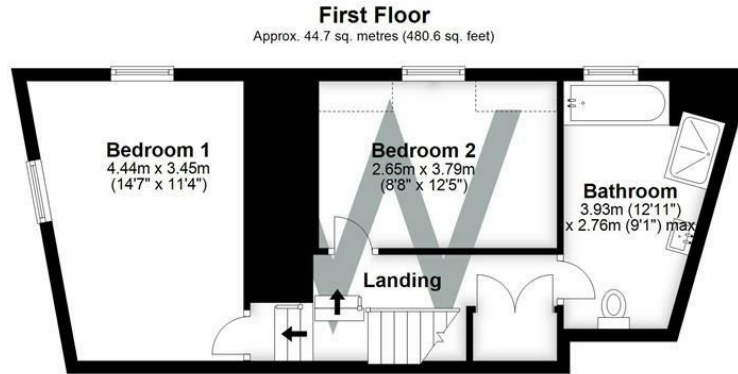 First Floor
Approx. 44.7 sq. metres (480.6 sq. feet)
Bedroom 1
4.44m x 3.45m
(14'7" x 11'4")
Bedroom 2
2.65m x 3.79m
(8'8" x 12'5")
Bathroom
3.93m (12'11")
x 2.76m (9'1") max
Landing
W